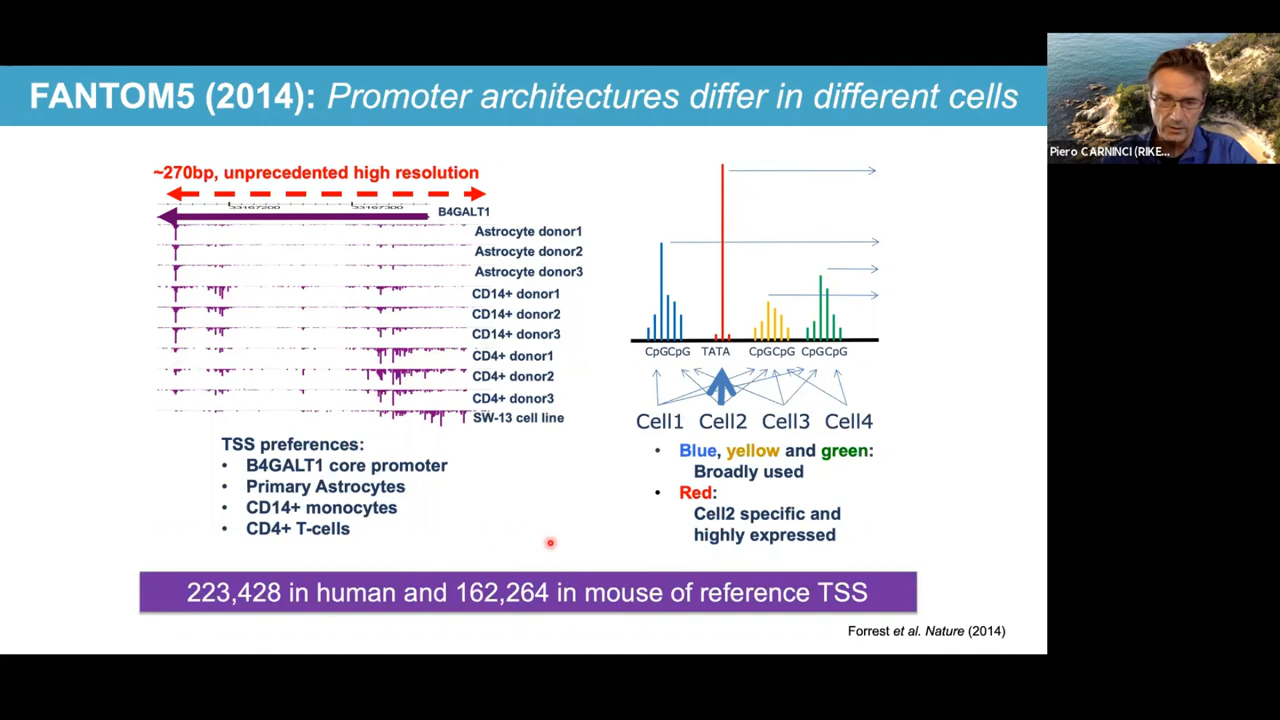 FANTOM5 (2014): Promoter architectures differ in different cells
Piero CARNINCI (RIKE...
~270bp, unprecedented high resolution
33167200
33167300
B4GALT1
Astrocyte donor1
Astrocyte donor2
Astrocyte donor3
CD14+ donor1
CD14+ donor2
CD14+ donor3
CD4+ donor1
CD4+ donor2
CD4+ donor3
SW-13 cell line
TSS preferences:
• B4GALT1 core promoter
• Primary Astrocytes
• CD14+ monocytes
• CD4+ T-cells
CpGCpG TATA CpGCpG CpGCpG
Cell1 Cell2 Cell3 Cell4
• Blue, yellow and green:
Broadly used
• Red:
Cell2 specific and
highly expressed
223,428 in human and 162,264 in mouse of reference TSS
Forrest et al. Nature (2014)